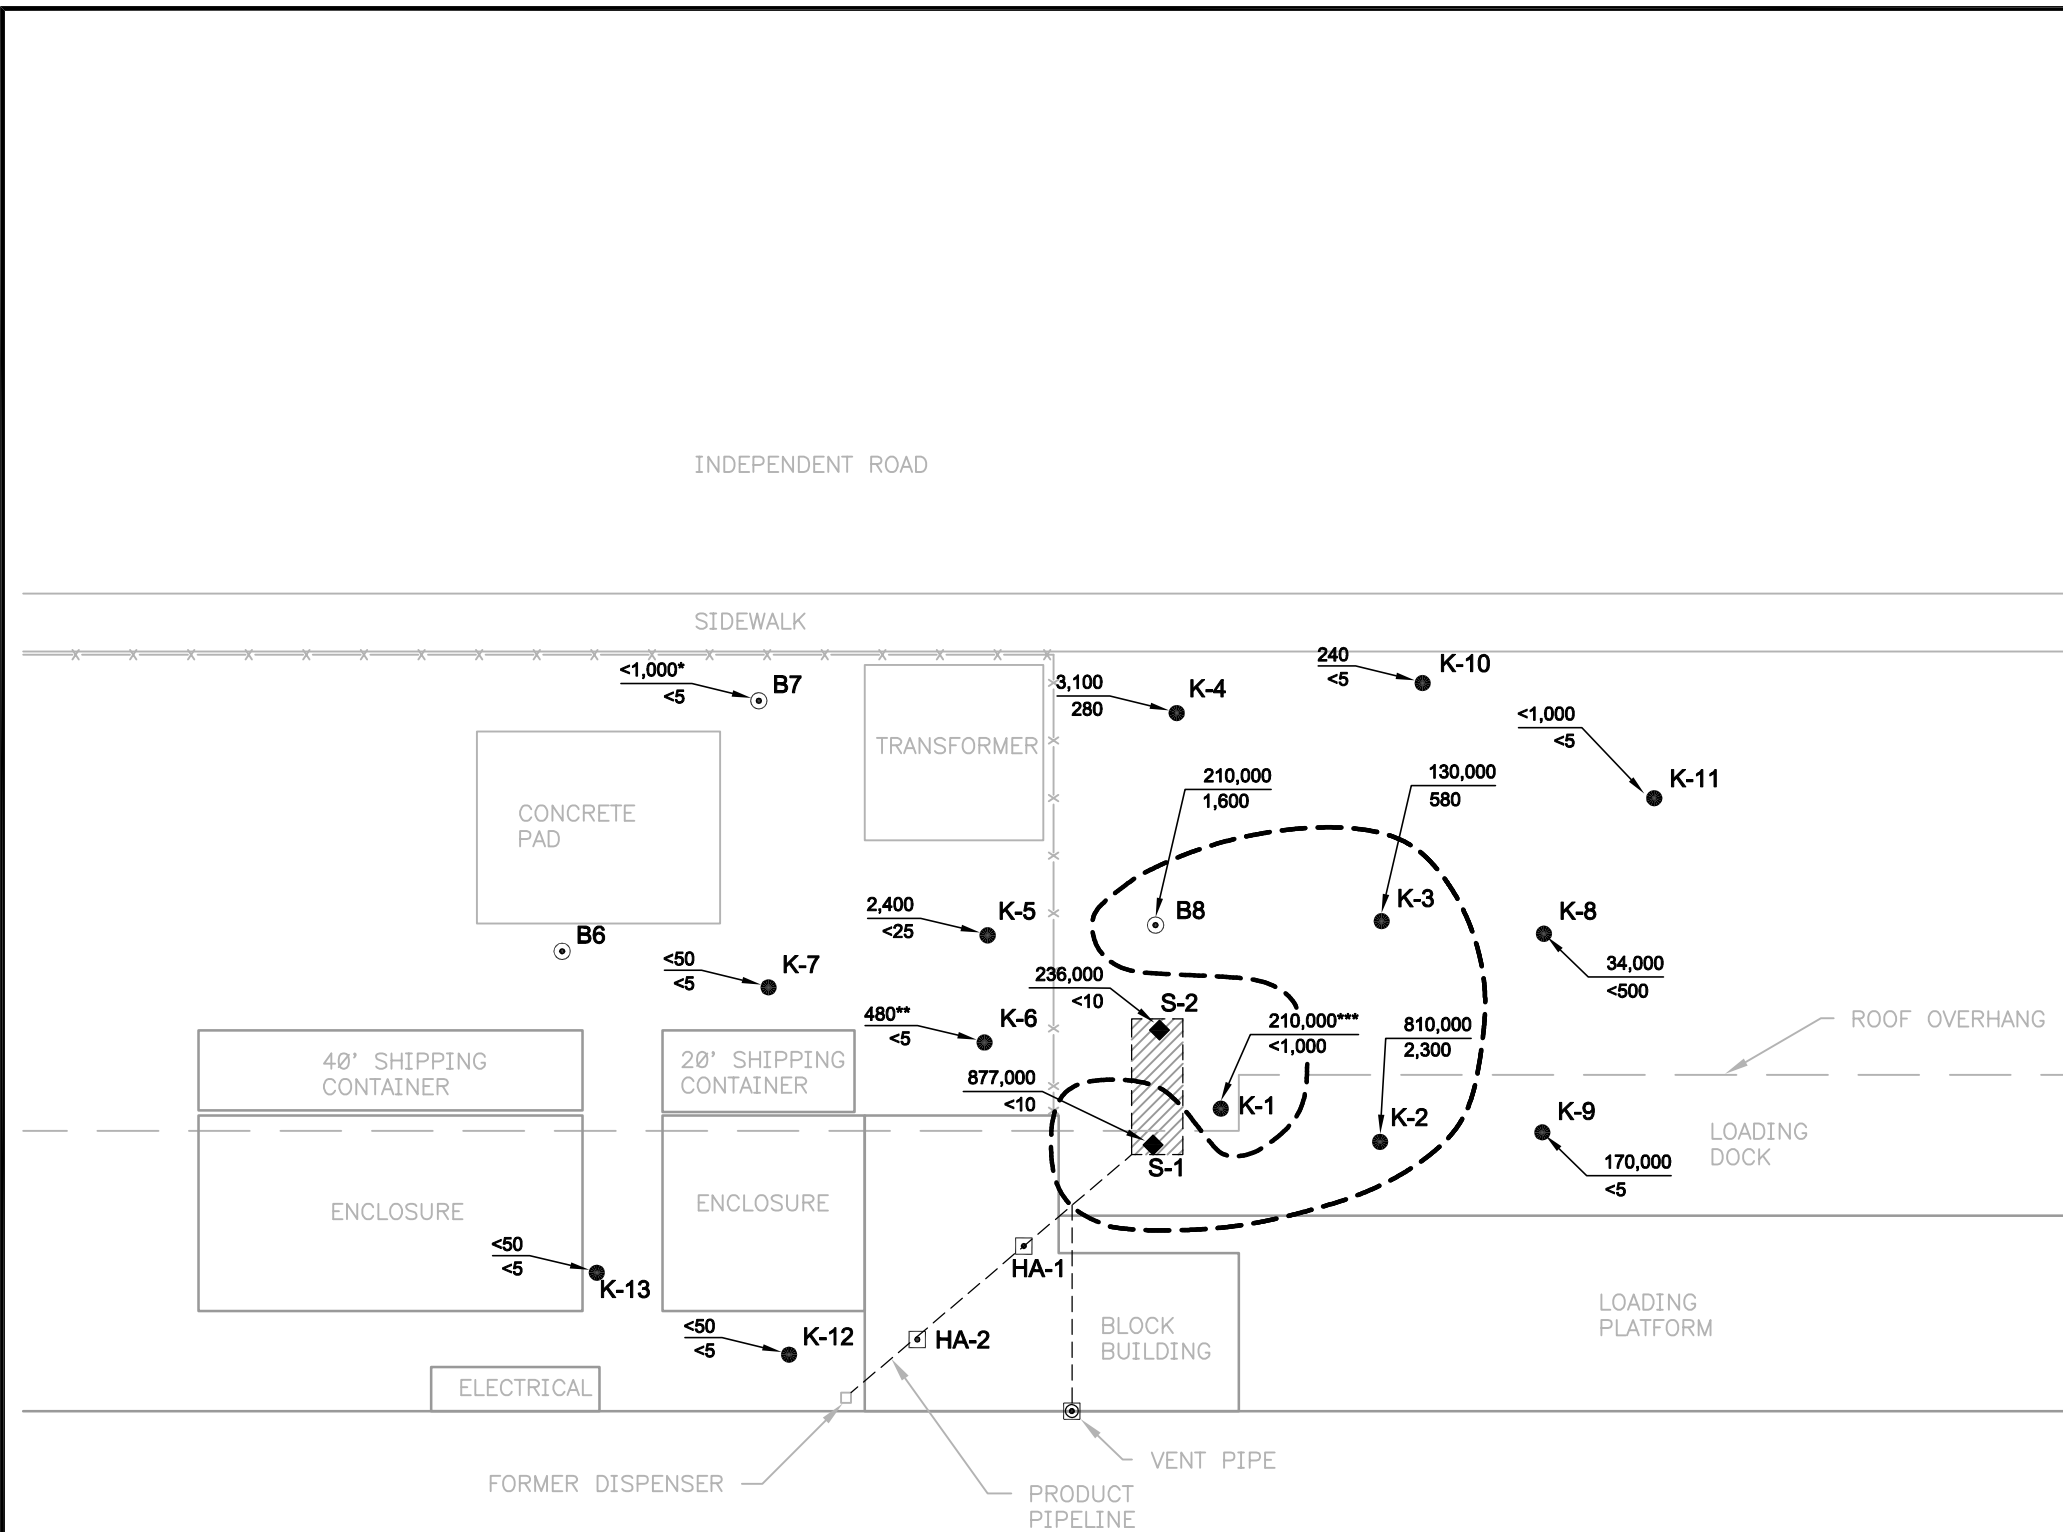 INDEPENDENT ROAD
SIDEWALK
<1,000*
<5
B7
TRANSFORMER
3,100
280
K-4
240
<5
K-10
<1,000
<5
K-11
CONCRETE
PAD
210,000
1,600
B8
130,000
580
K-3
2,400
<25
K-5
B6
<50
<5
K-7
K-8
34,000
<500
236,000
<10
S-2
480**
<5
K-6
210,000***
<1,000
K-1
810,000
2,300
K-2
ROOF OVERHANG
40' SHIPPING
CONTAINER
20' SHIPPING
CONTAINER
877,000
<10
S-1
K-9
170,000
<5
LOADING
DOCK
ENCLOSURE
ENCLOSURE
<50
<5
K-13
HA-1
<50
<5
K-12
HA-2
BLOCK
BUILDING
LOADING
PLATFORM
ELECTRICAL
FORMER DISPENSER
VENT PIPE
PRODUCT
PIPELINE